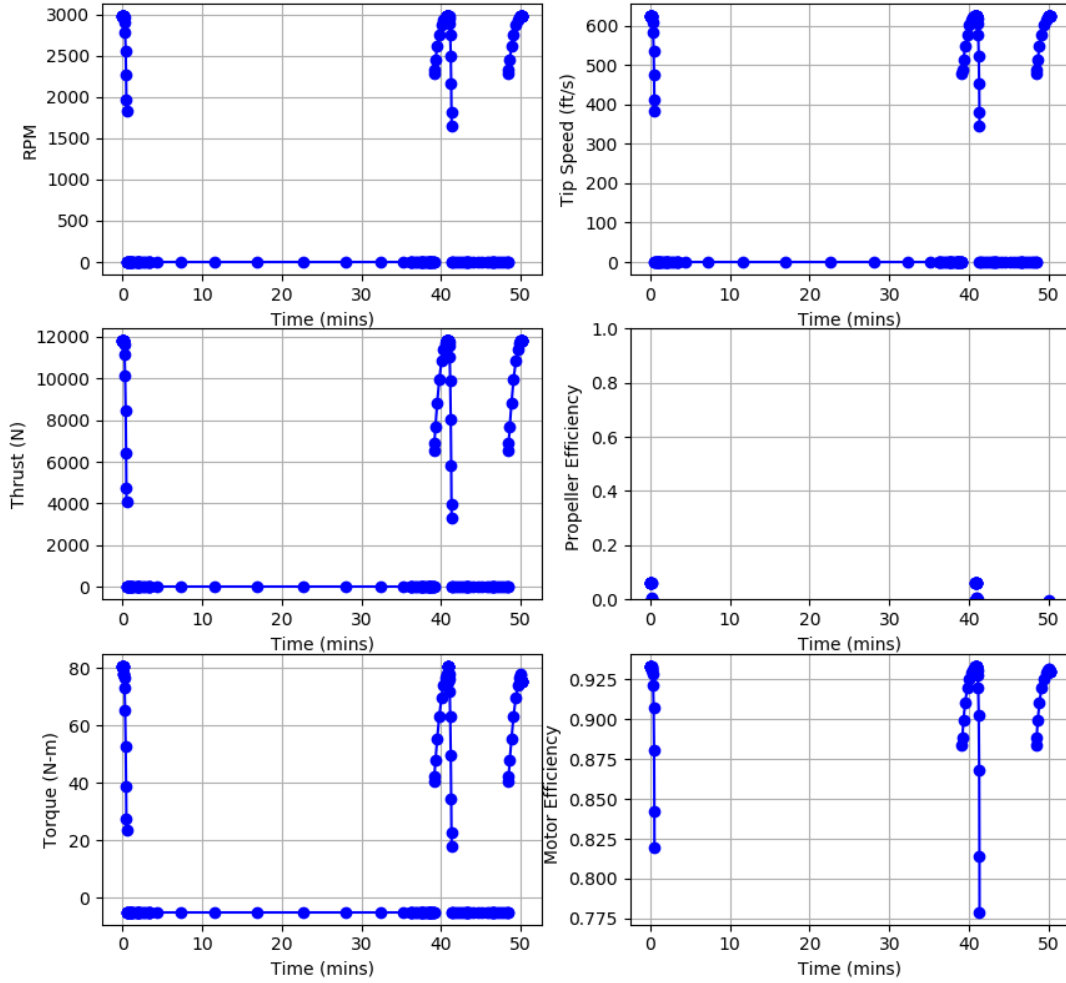 3000
2500
2000
1500
1000
500
0
RPM
0 10 20 30 40 50
Time (mins)
600
500
400
300
200
100
0
Tip Speed (ft/s)
0 10 20 30 40 50
Time (mins)
12000
10000
8000
6000
4000
2000
0
Thrust (N)
0 10 20 30 40 50
Time (mins)
1.0
0.8
0.6
0.4
0.2
0.0
Propeller Efficiency
0 10 20 30 40 50
Time (mins)
80
60
40
20
0
Torque (N-m)
0 10 20 30 40 50
Time (mins)
0.925
0.900
0.875
0.850
0.825
0.800
0.775
Motor Efficiency
0 10 20 30 40 50
Time (mins)